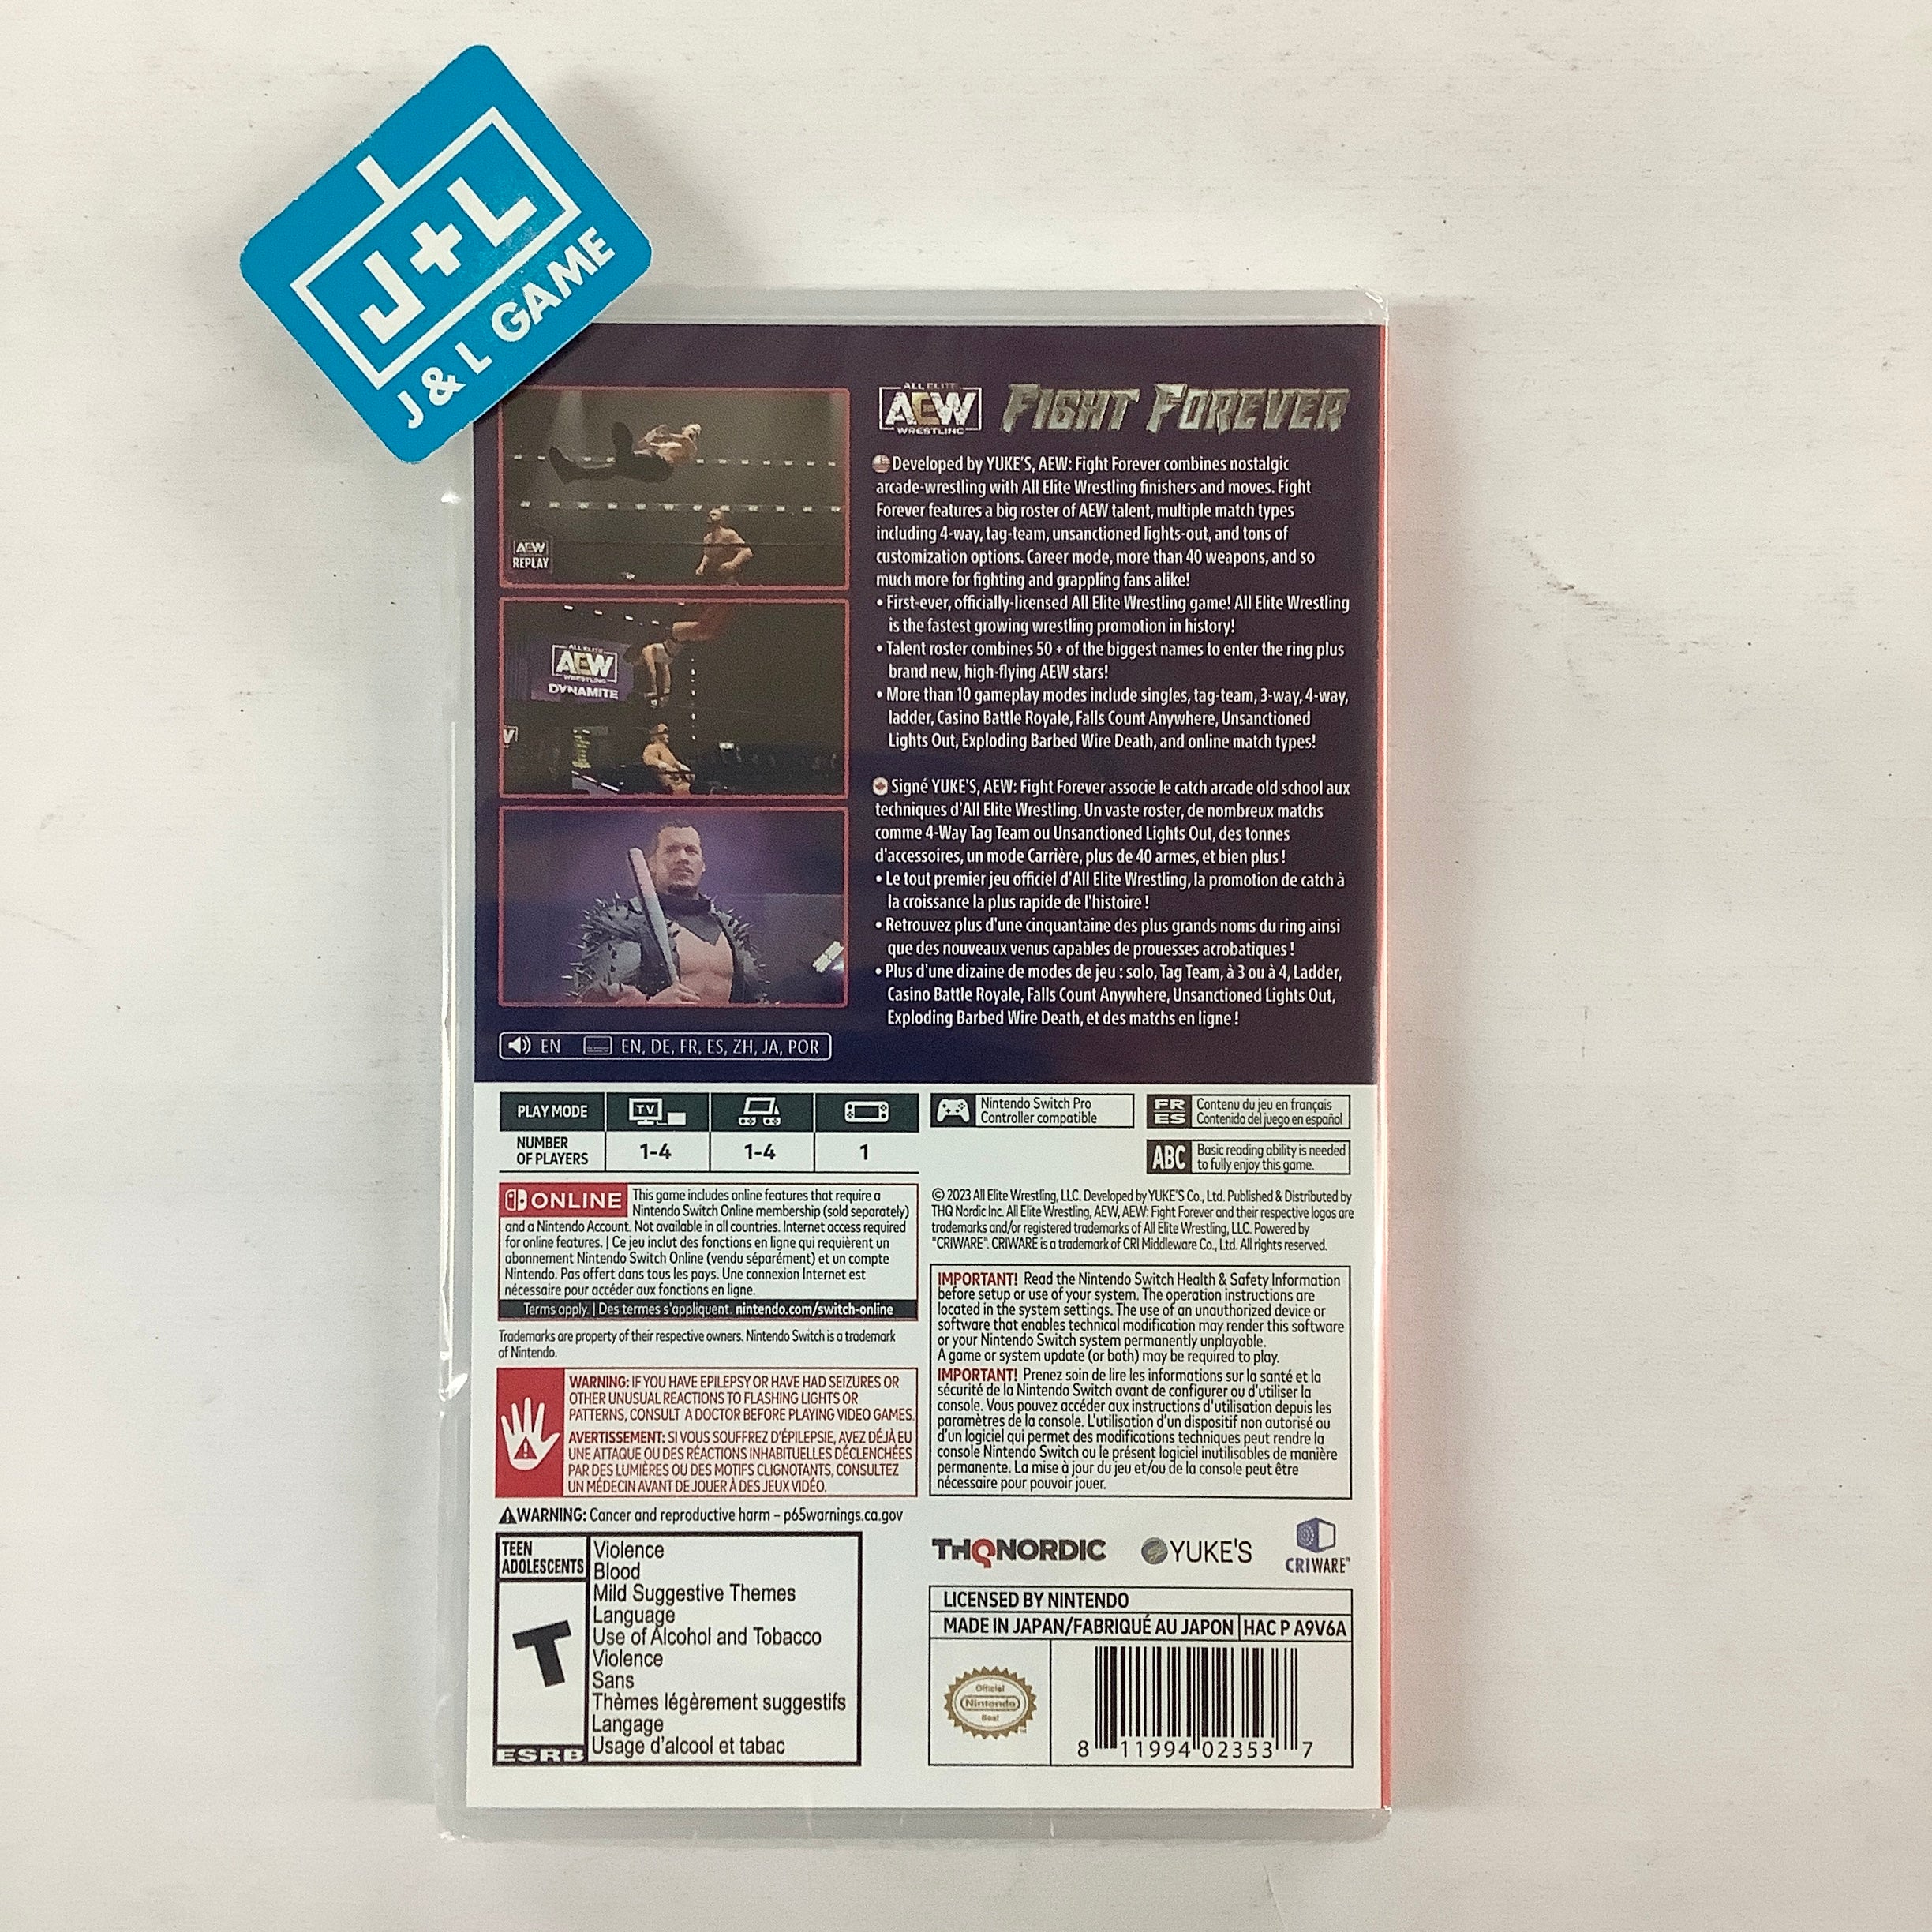 J+L
J & L GAME
ALL ELITE
AEW
WRESTLING
FIGHT FOREVER
Developed by YUKE'S, AEW: Fight Forever combines nostalgic
arcade-wrestling with All Elite Wrestling finishers and moves. Fight
Forever features a big roster of AEW talent, multiple match types
including 4-way, tag-team, unsanctioned lights-out, and tons of
customization options. Career mode, more than 40 weapons, and so
much more for fighting and grappling fans alike!
• First-ever, officially-licensed All Elite Wrestling game! All Elite Wrestling
is the fastest growing wrestling promotion in history!
• Talent roster combines 50 + of the biggest names to enter the ring plus
brand new, high-flying AEW stars!
• More than 10 gameplay modes include singles, tag-team, 3-way, 4-way,
ladder, Casino Battle Royale, Falls Count Anywhere, Unsanctioned
Lights Out, Exploding Barbed Wire Death, and online match types!
Signé YUKE'S, AEW: Fight Forever associe le catch arcade old school aux
techniques d'All Elite Wrestling. Un vaste roster, de nombreux matchs
comme 4-Way Tag Team ou Unsanctioned Lights Out, des tonnes
d'accessoires, un mode Carrière, plus de 40 armes, et bien plus !
• Le tout premier jeu officiel d'All Elite Wrestling, la promotion de catch à
la croissance la plus rapide de l'histoire !
• Retrouvez plus d'une cinquantaine des plus grands noms du ring ainsi
que des nouveaux venus capables de prouesses acrobatiques !
• Plus d'une dizaine de modes de jeu : solo, Tag Team, à 3 ou à 4, Ladder,
Casino Battle Royale, Falls Count Anywhere, Unsanctioned Lights Out,
Exploding Barbed Wire Death, et des matchs en ligne !
AEW
REPLAY
ALL ELITE
AEW
WRESTLING
DYNAMITE
EN EN, DE, FR, ES, ZH, JA, POR
PLAY MODE TV
NUMBER
OF PLAYERS
1-4 1-4 1
Nintendo Switch Pro
Controller compatible
FR
ES
Contenu du jeu en français
Contenido del juego en español
ABC
Basic reading ability is needed
to fully enjoy this game.
ONLINE
This game includes online features that require a
Nintendo Switch Online membership (sold separately)
and a Nintendo Account. Not available in all countries. Internet access required
for online features. | Ce jeu inclut des fonctions en ligne qui requièrent un
abonnement Nintendo Switch Online (vendu séparément) et un compte
Nintendo. Pas offert dans tous les pays. Une connexion Internet est
nécessaire pour accéder aux fonctions en ligne.
Terms apply. | Des termes s'appliquent. nintendo.com/switch-online
Trademarks are property of their respective owners. Nintendo Switch is a trademark
of Nintendo.
WARNING: IF YOU HAVE EPILEPSY OR HAVE HAD SEIZURES OR
OTHER UNUSUAL REACTIONS TO FLASHING LIGHTS OR
PATTERNS, CONSULT A DOCTOR BEFORE PLAYING VIDEO GAMES.
AVERTISSEMENT: SI VOUS SOUFFREZ D'ÉPILEPSIE, AVEZ DÉJÀ EU
UNE ATTAQUE OU DES RÉACTIONS INHABITUELLES DÉCLENCHÉES
PAR DES LUMIÈRES OU DES MOTIFS CLIGNOTANTS, CONSULTEZ
UN MÉDECIN AVANT DE JOUER À DES JEUX VIDÉO.
WARNING: Cancer and reproductive harm – p65warnings.ca.gov
TEEN
ADOLESCENTS
T
ESRB
Violence
Blood
Mild Suggestive Themes
Language
Use of Alcohol and Tobacco
Violence
Sans
Thèmes légèrement suggestifs
Langage
Usage d'alcool et tabac
© 2023 All Elite Wrestling, LLC. Developed by YUKE'S Co., Ltd. Published & Distributed by
THQ Nordic Inc. All Elite Wrestling, AEW, AEW: Fight Forever and their respective logos are
trademarks and/or registered trademarks of All Elite Wrestling, LLC. Powered by
"CRIWARE". CRIWARE is a trademark of CRI Middleware Co., Ltd. All rights reserved.
IMPORTANT! Read the Nintendo Switch Health & Safety Information
before setup or use of your system. The operation instructions are
located in the system settings. The use of an unauthorized device or
software that enables technical modification may render this software
or your Nintendo Switch system permanently unplayable.
A game or system update (or both) may be required to play.
IMPORTANT! Prenez soin de lire les informations sur la santé et la
sécurité de la Nintendo Switch avant de configurer ou d'utiliser la
console. Vous pouvez accéder aux instructions d'utilisation depuis les
paramètres de la console. L'utilisation d'un dispositif non autorisé ou
d'un logiciel qui permet des modifications techniques peut rendre la
console Nintendo Switch ou le présent logiciel inutilisables de manière
permanente. La mise à jour du jeu et/ou de la console peut être
nécessaire pour pouvoir jouer.
THQNORDIC
YUKE'S
CRIWARE™
LICENSED BY NINTENDO
MADE IN JAPAN/FABRIQUÉ AU JAPON HAC P A9V6A
Official
Nintendo
Seal
8 11994 02353 7